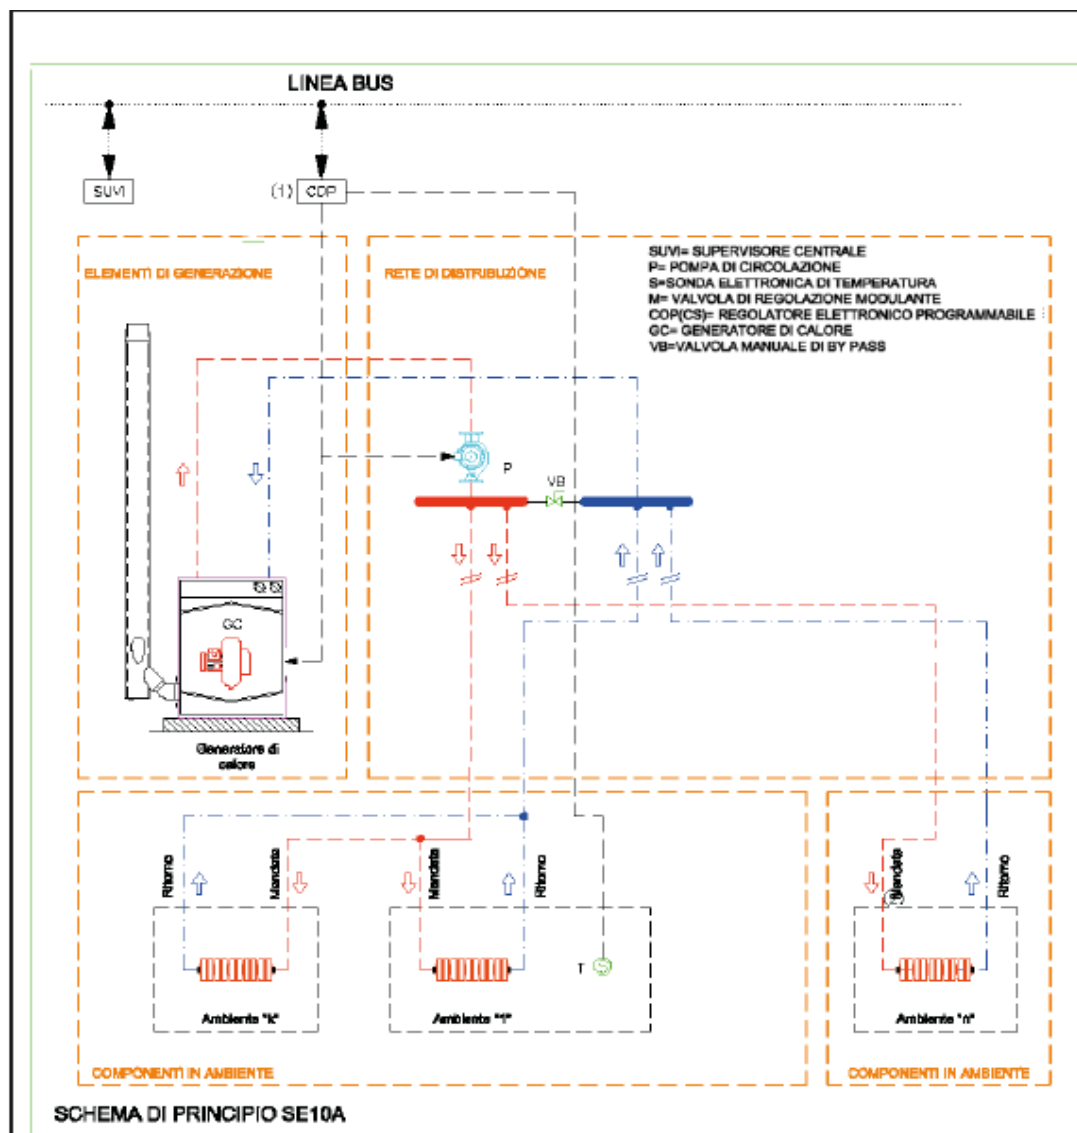 LINEA BUS
SUVI
(1) COP
SUVI= SUPERVISORE CENTRALE
P= POMPA DI CIRCOLAZIONE
S=SONDA ELETTRONICA DI TEMPERATURA
M= VALVOLA DI REGOLAZIONE MODULANTE
COP(CS)= REGOLATORE ELETTRONICO PROGRAMMABILE
GC= GENERATORE DI CALORE
VB=VALVOLA MANUALE DI BY PASS
ELEMENTI DI GENERAZIONE
RETE DI DISTRIBUZIONE
P
VB
GC
Generatore di
calore
Ritorno
Mandata
Mandata
Ritorno
Mandata
Ritorno
T
S
Ambiente "k"
Ambiente "1"
Ambiente "n"
COMPONENTI IN AMBIENTE
COMPONENTI IN AMBIENTE
SCHEMA DI PRINCIPIO SE10A